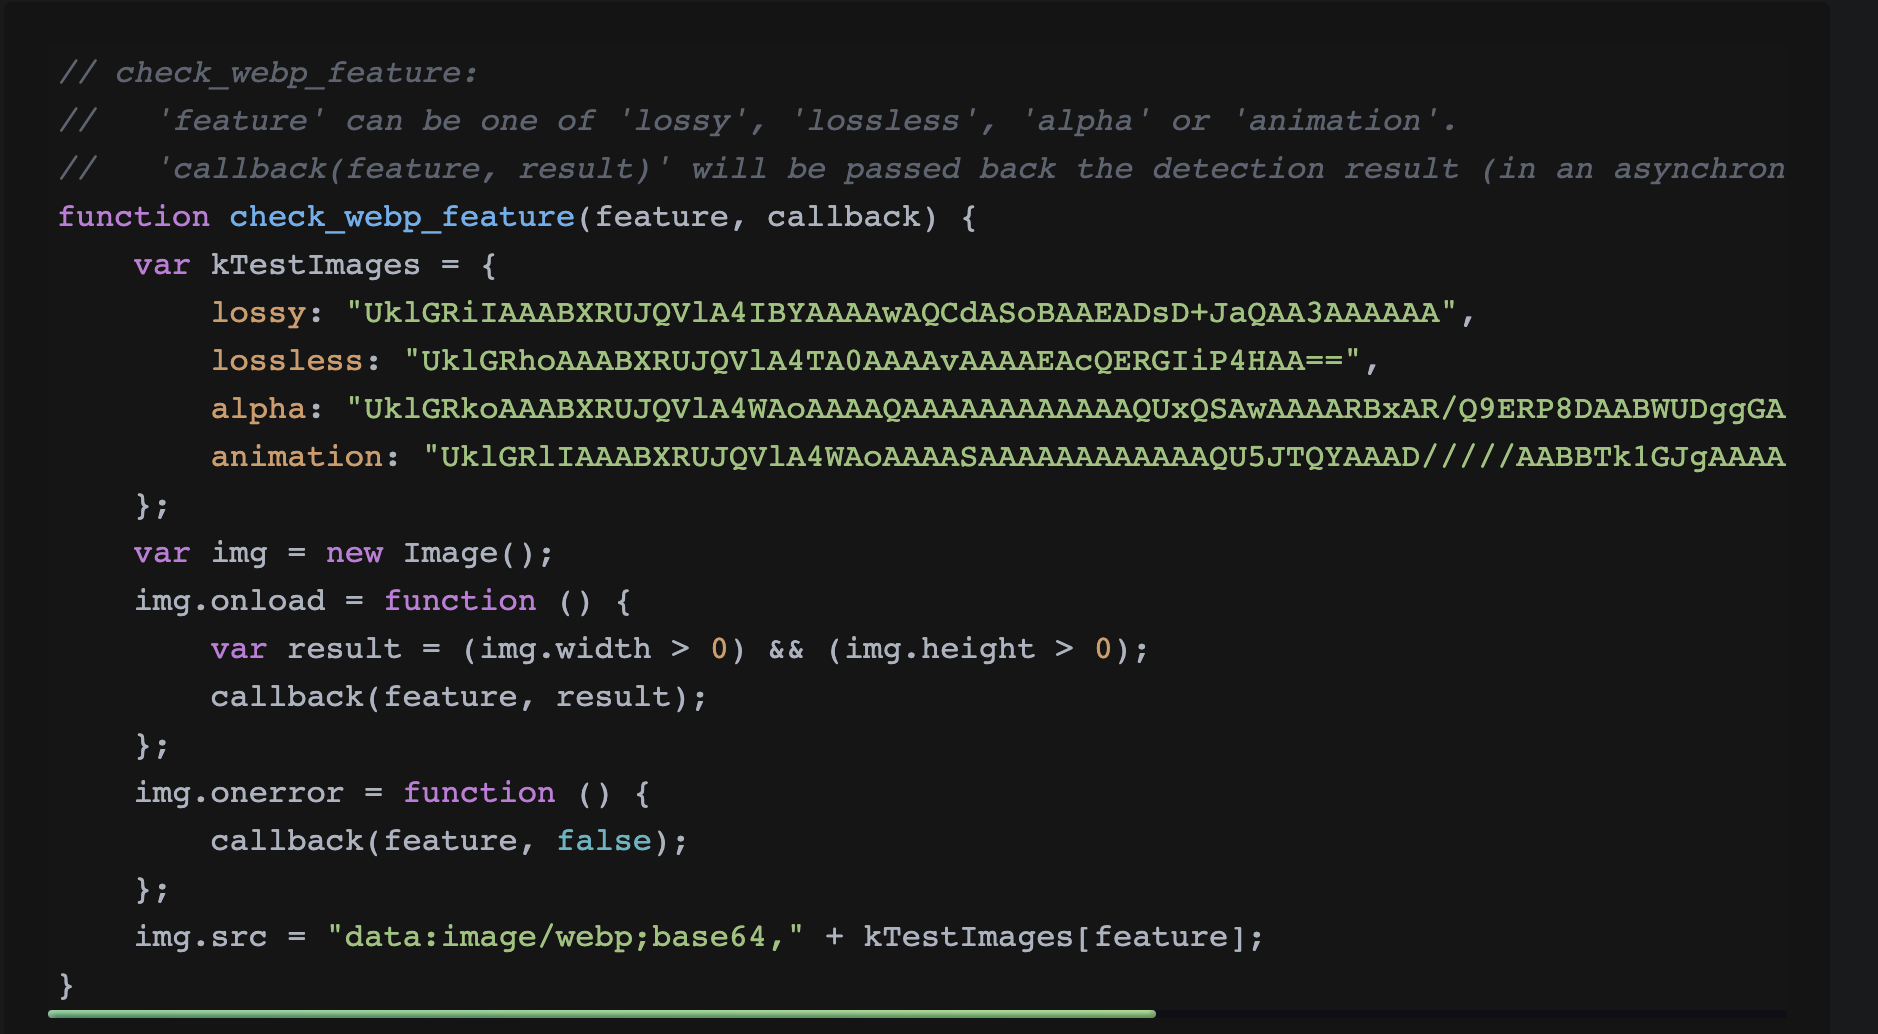 // check_webp_feature:
//   'feature' can be one of 'lossy', 'lossless', 'alpha' or 'animation'.
//   'callback(feature, result)' will be passed back the detection result (in an asynchron
function check_webp_feature(feature, callback) {
    var kTestImages = {
        lossy: "UklGRiIAAABXRUJQVlA4IBYAAAAwAQCdASoBAAEADsD+JaQAA3AAAAAA",
        lossless: "UklGRhoAAABXRUJQVlA4TA0AAAAvAAAAEAcQERGIiP4HAA==",
        alpha: "UklGRkoAAABXRUJQVlA4WAoAAAAQAAAAAAAAAAAAQUxQSAwAAAARBxAR/Q9ERP8DAABWUDggGA
        animation: "UklGRlIAAABXRUJQVlA4WAoAAAASAAAAAAAAAAAAQU5JTQYAAAD/////AABBTk1GJgAAAA
    };
    var img = new Image();
    img.onload = function () {
        var result = (img.width > 0) && (img.height > 0);
        callback(feature, result);
    };
    img.onerror = function () {
        callback(feature, false);
    };
    img.src = "data:image/webp;base64," + kTestImages[feature];
}